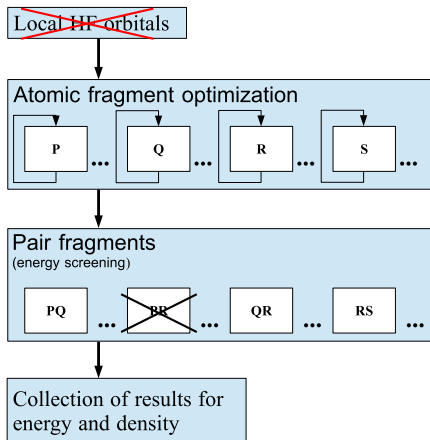 Local HF orbitals
Atomic fragment optimization
P ... Q ... R ... S ...
Pair fragments
(energy screening)
PQ ... PR ... QR ... RS ...
Collection of results for
energy and density